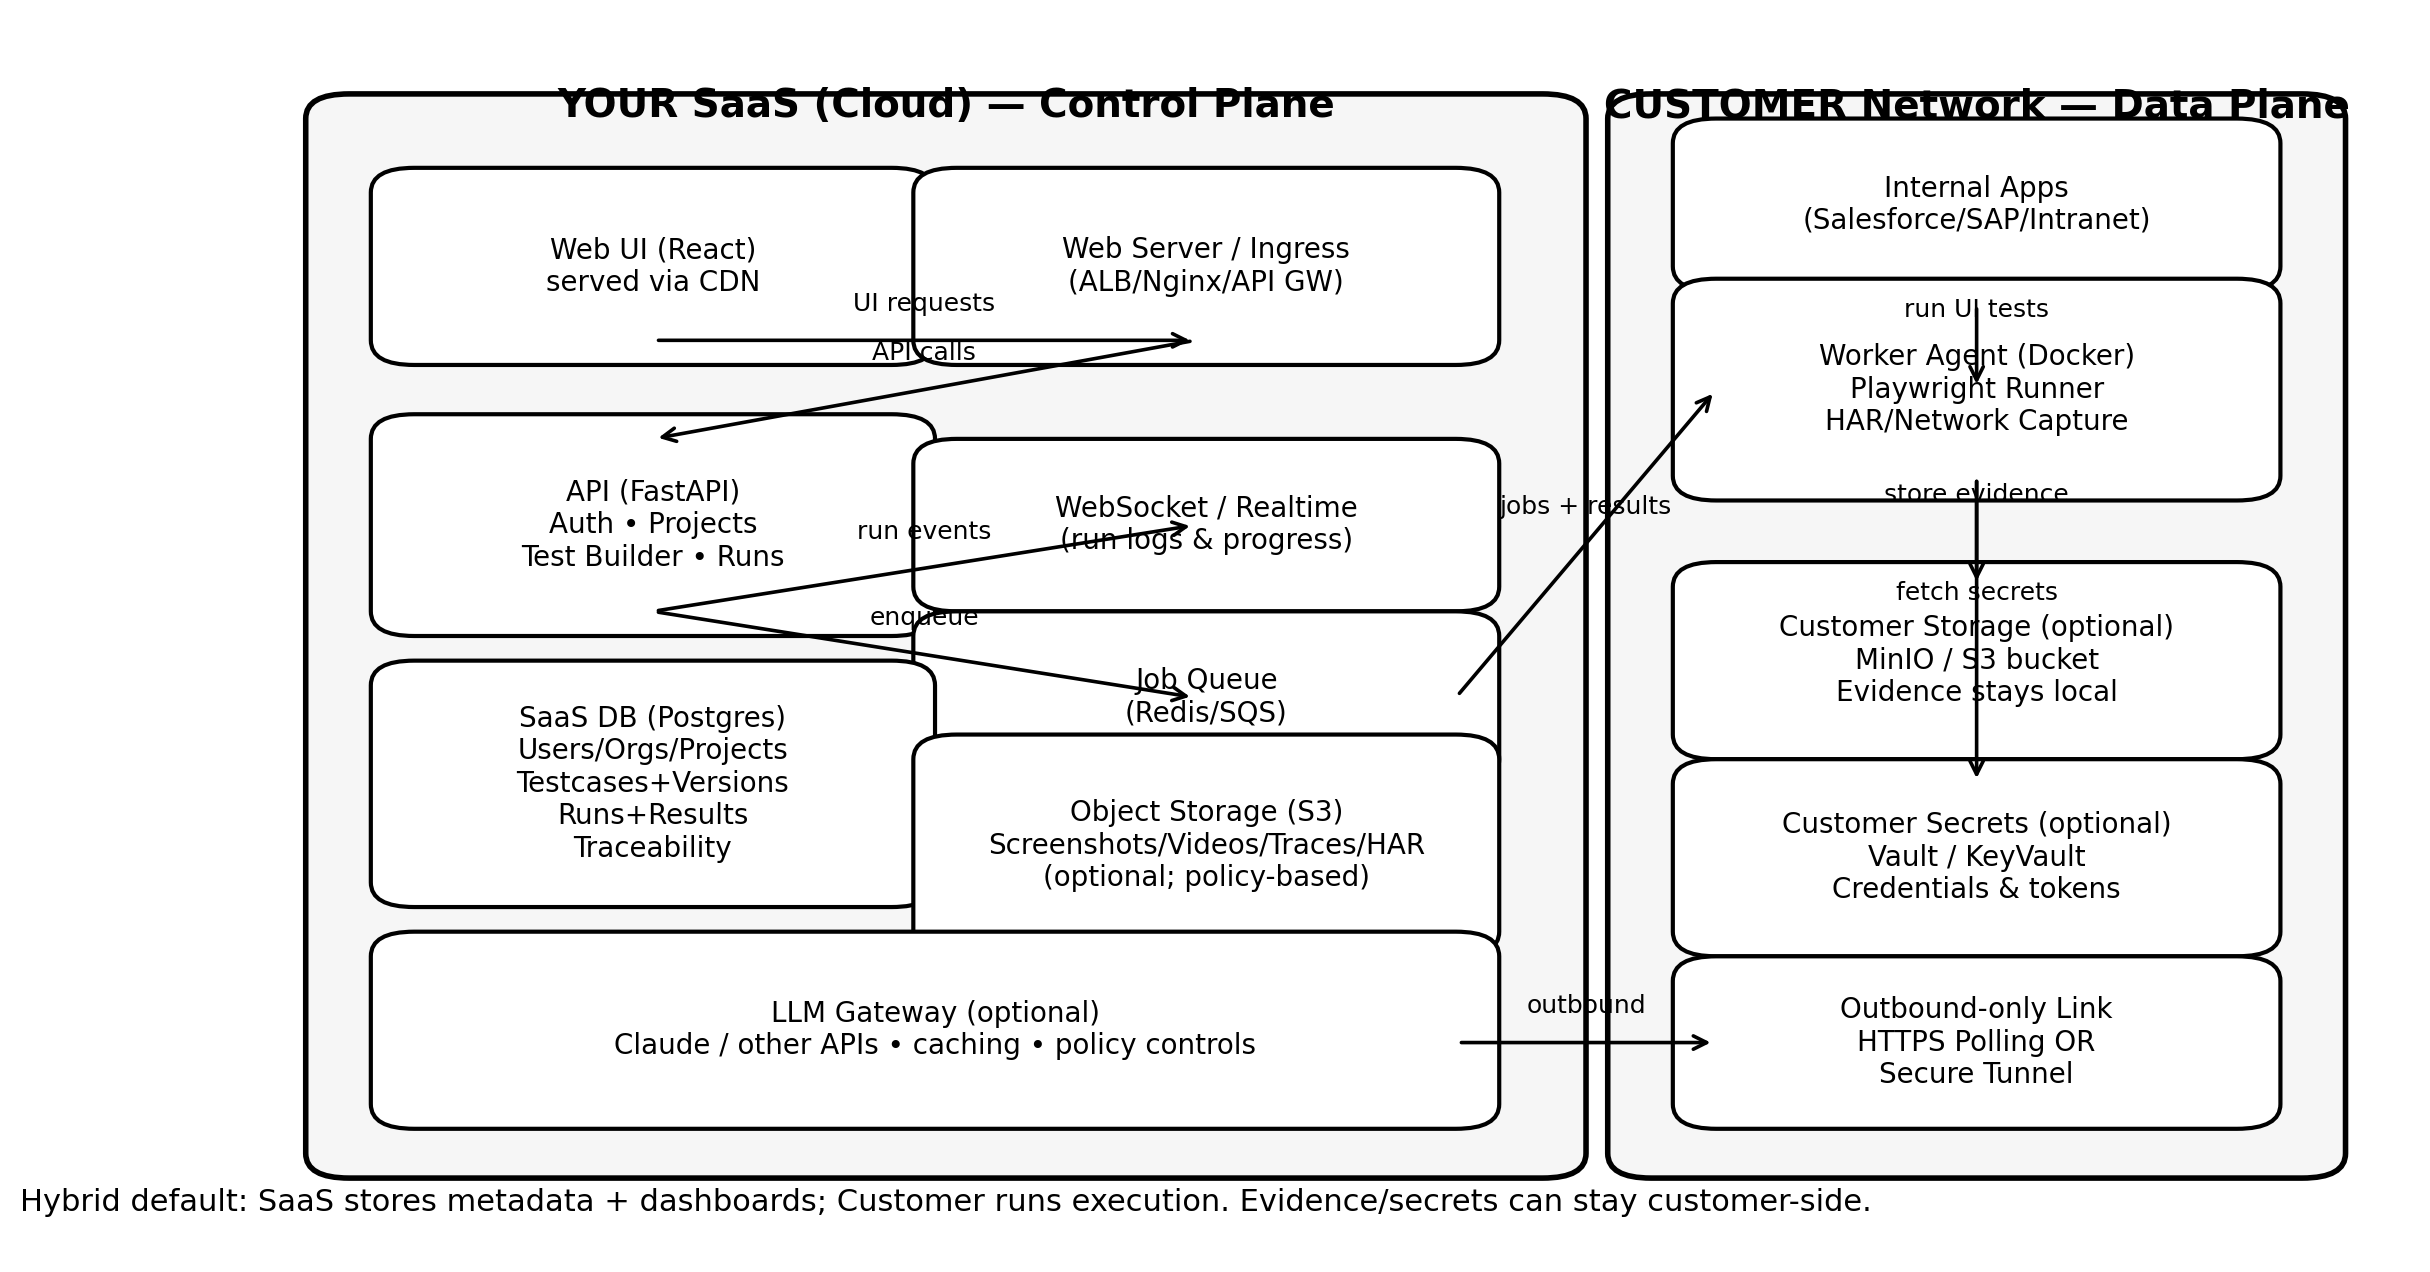 YOUR SaaS (Cloud) — Control Plane
Web UI (React)
served via CDN
Web Server / Ingress
(ALB/Nginx/API GW)
UI requests
API calls
API (FastAPI)
Auth • Projects
Test Builder • Runs
run events
WebSocket / Realtime
(run logs & progress)
enqueue
Job Queue
(Redis/SQS)
SaaS DB (Postgres)
Users/Orgs/Projects
Testcases+Versions
Runs+Results
Traceability
Object Storage (S3)
Screenshots/Videos/Traces/HAR
(optional; policy-based)
LLM Gateway (optional)
Claude / other APIs • caching • policy controls
jobs + results
outbound
CUSTOMER Network — Data Plane
Internal Apps
(Salesforce/SAP/Intranet)
run UI tests
Worker Agent (Docker)
Playwright Runner
HAR/Network Capture
store evidence
fetch secrets
Customer Storage (optional)
MinIO / S3 bucket
Evidence stays local
Customer Secrets (optional)
Vault / KeyVault
Credentials & tokens
Outbound-only Link
HTTPS Polling OR
Secure Tunnel
Hybrid default: SaaS stores metadata + dashboards; Customer runs execution. Evidence/secrets can stay customer-side.